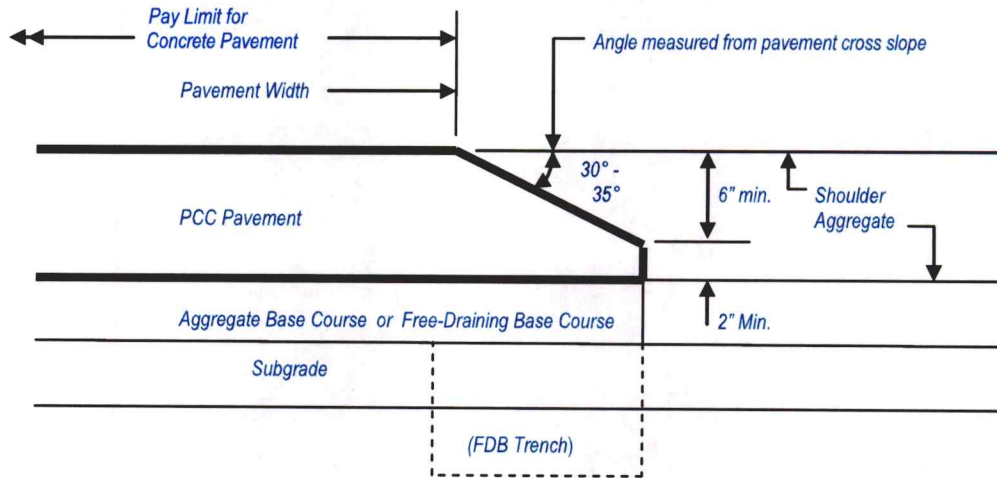 Pay Limit for
Concrete Pavement
Angle measured from pavement cross slope
Pavement Width
30° -
35°
6" min.
Shoulder
Aggregate
PCC Pavement
Aggregate Base Course or Free-Draining Base Course
2" Min.
Subgrade
(FDB Trench)